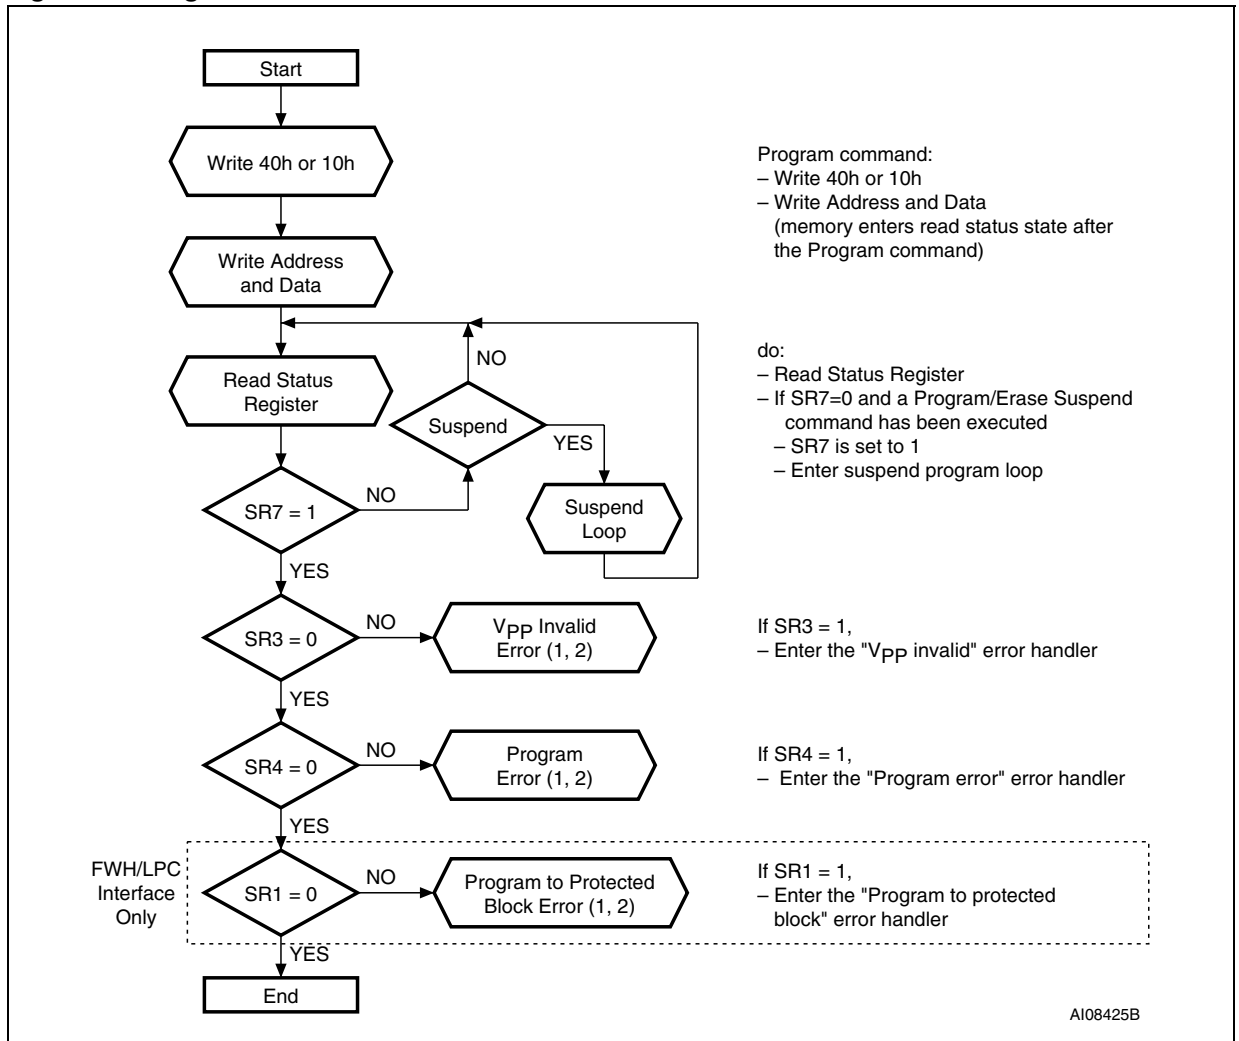 Start
Write 40h or 10h
Program command:
– Write 40h or 10h
– Write Address and Data
(memory enters read status state after
the Program command)
Write Address
and Data
NO
do:
– Read Status Register
– If SR7=0 and a Program/Erase Suspend
command has been executed
– SR7 is set to 1
– Enter suspend program loop
Read Status
Register
Suspend
YES
NO
SR7 = 1
Suspend
Loop
YES
SR3 = 0
NO
VPP Invalid
Error (1, 2)
If SR3 = 1,
– Enter the "VPP invalid" error handler
YES
SR4 = 0
NO
Program
Error (1, 2)
If SR4 = 1,
– Enter the "Program error" error handler
YES
FWH/LPC
Interface
Only
SR1 = 0
NO
Program to Protected
Block Error (1, 2)
If SR1 = 1,
– Enter the "Program to protected
block" error handler
YES
End
AI08425B